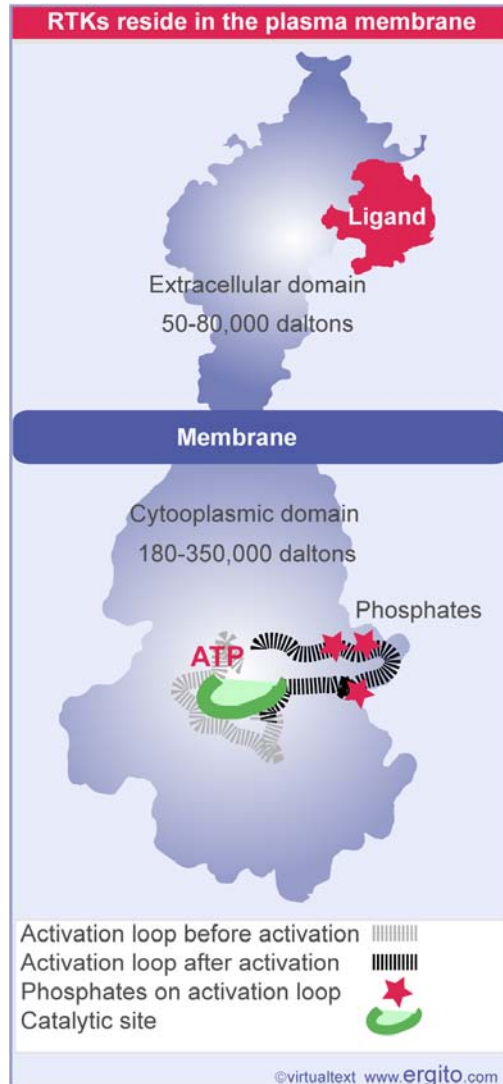 RTKs reside in the plasma membrane
Ligand
Extracellular domain
50-80,000 daltons
Membrane
Cytooplasmic domain
180-350,000 daltons
Phosphates
ATP
Activation loop before activation
Activation loop after activation
Phosphates on activation loop
Catalytic site
©virtualtext www.ergito.com